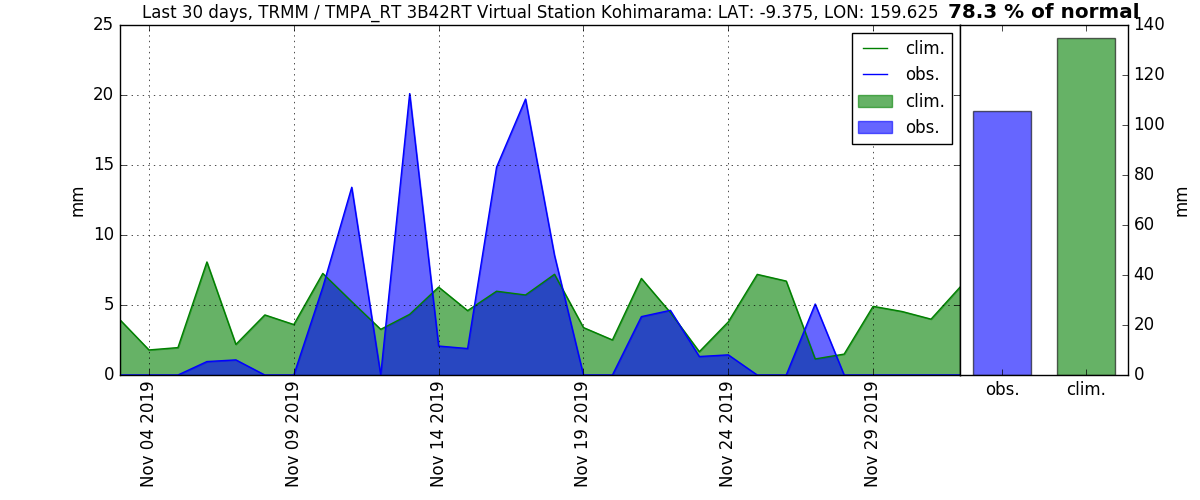 Last 30 days, TRMM / TMPA_RT 3B42RT Virtual Station Kohimarama: LAT: -9.375, LON: 159.625
78.3 % of normal
25
20
15
10
5
0
mm
clim.
obs.
clim.
obs.
Nov 04 2019
Nov 09 2019
Nov 14 2019
Nov 19 2019
Nov 24 2019
Nov 29 2019
140
120
100
80
60
40
20
0
mm
obs.
clim.